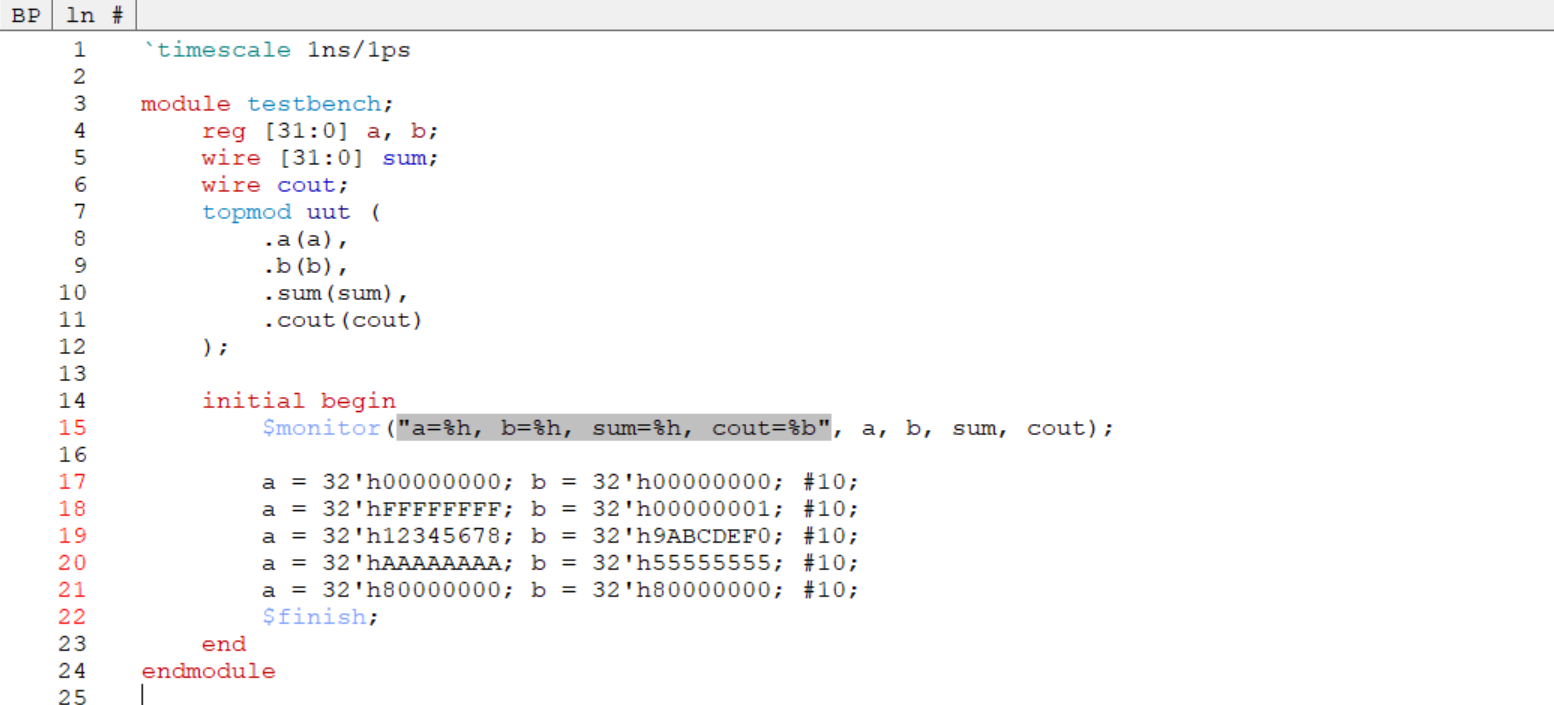 BP ln #
1 `timescale 1ns/1ps
2
3 module testbench;
4 reg [31:0] a, b;
5 wire [31:0] sum;
6 wire cout;
7 topmod uut (
8 .a(a),
9 .b(b),
10 .sum(sum),
11 .cout(cout)
12 );
13
14 initial begin
15 $monitor("a=%h, b=%h, sum=%h, cout=%b", a, b, sum, cout);
16
17 a = 32'h00000000; b = 32'h00000000; #10;
18 a = 32'hFFFFFFFF; b = 32'h00000001; #10;
19 a = 32'h12345678; b = 32'h9ABCDEF0; #10;
20 a = 32'hAAAAAAAA; b = 32'h55555555; #10;
21 a = 32'h80000000; b = 32'h80000000; #10;
22 $finish;
23 end
24 endmodule
25